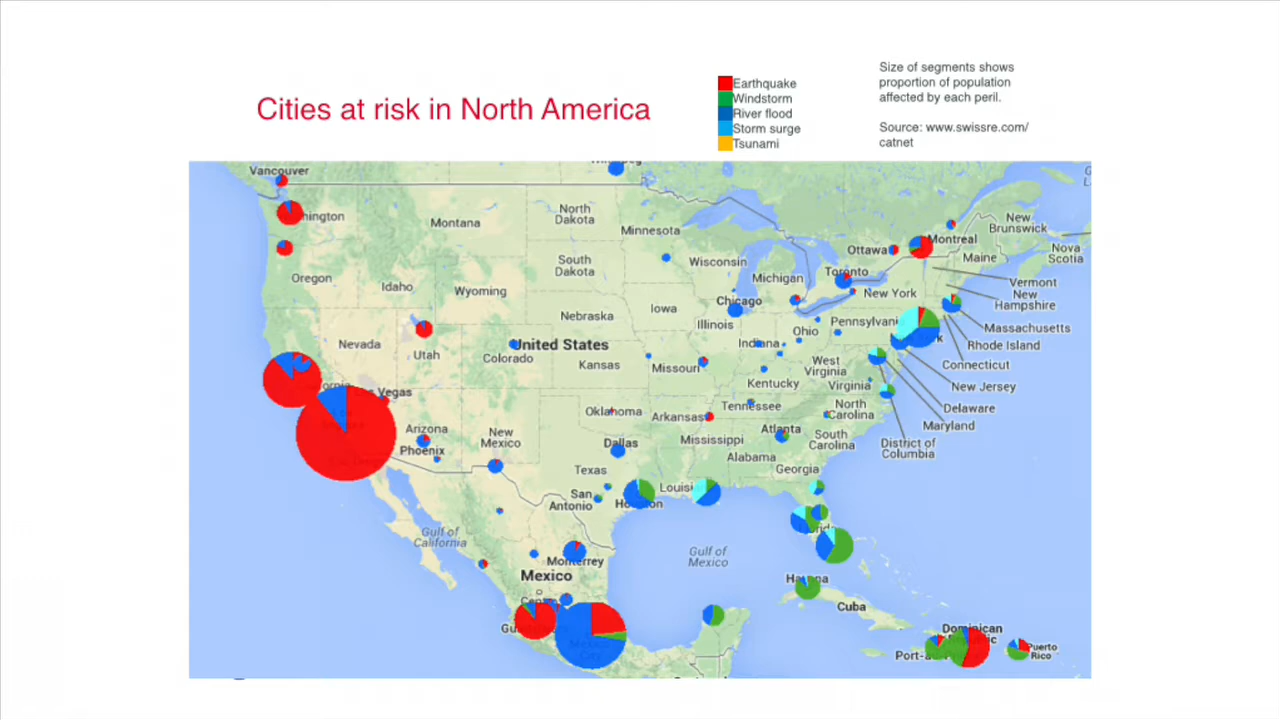 Cities at risk in North America
Earthquake
Windstorm
River flood
Storm surge
Tsunami
Size of segments shows
proportion of population
affected by each peril.
Source: www.swissre.com/
catnet
Vancouver
Montana
North
Dakota
Minnesota
South
Dakota
Wisconsin
Michigan
Ottawa
Montreal
Toronto
New
Brunswick
Nova
Scotia
Maine
Vermont
New
Hampshire
Massachusetts
Rhode Island
Connecticut
New Jersey
Delaware
Maryland
District of
Columbia
Oregon
Idaho
Wyoming
Iowa
Chicago
New York
Nebraska
Illinois
Ohio
Nevada
Utah
Colorado
United States
Kansas
Missouri
West
Virginia
Virginia
Kentucky
Oklahoma
Arkansas
Tennessee
North
Carolina
Arizona
Phoenix
New
Mexico
Dallas
Mississippi
Atlanta
South
Carolina
Alabama
Georgia
Texas
San
Antonio
Gulf of
California
Gulf of
Mexico
Monterrey
Mexico
Cuba
Dominican
Puerto
Rico